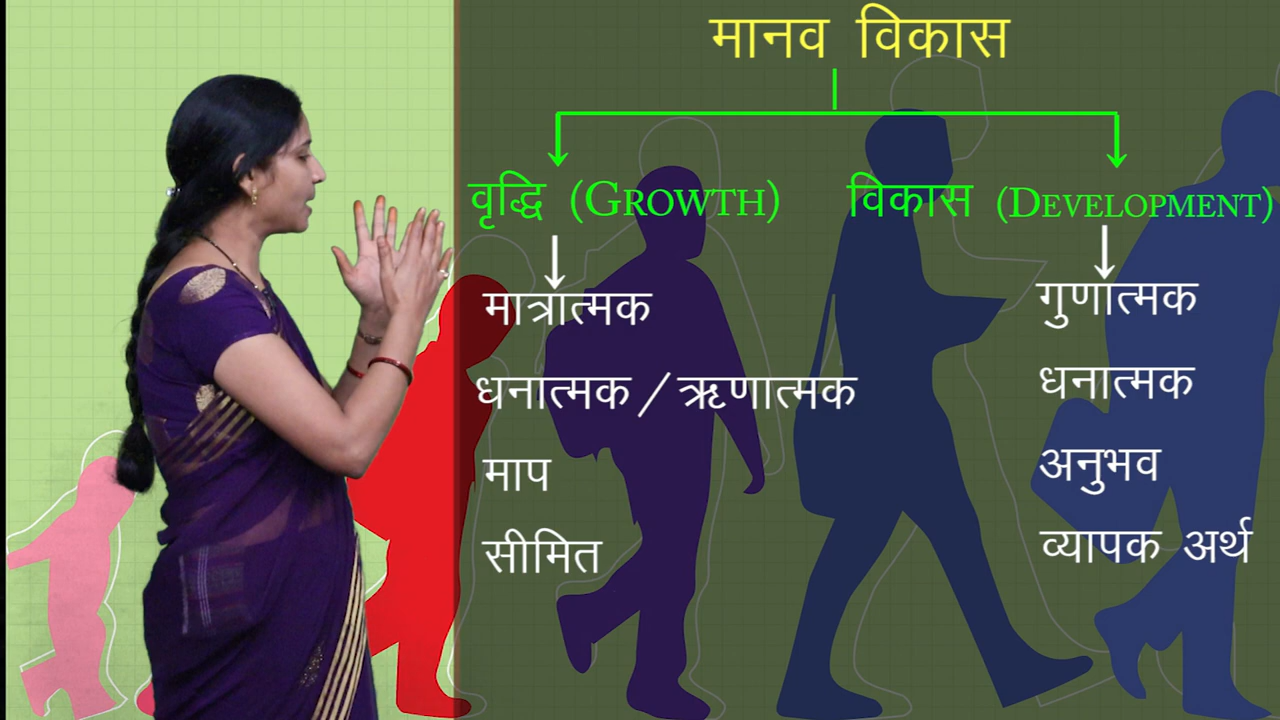 मानव विकास
वृद्धि (GROWTH)
विकास (DEVELOPMENT)
मात्रात्मक
धनात्मक / ऋणात्मक
माप
सीमित
गुणात्मक
धनात्मक
अनुभव
व्यापक अर्थ